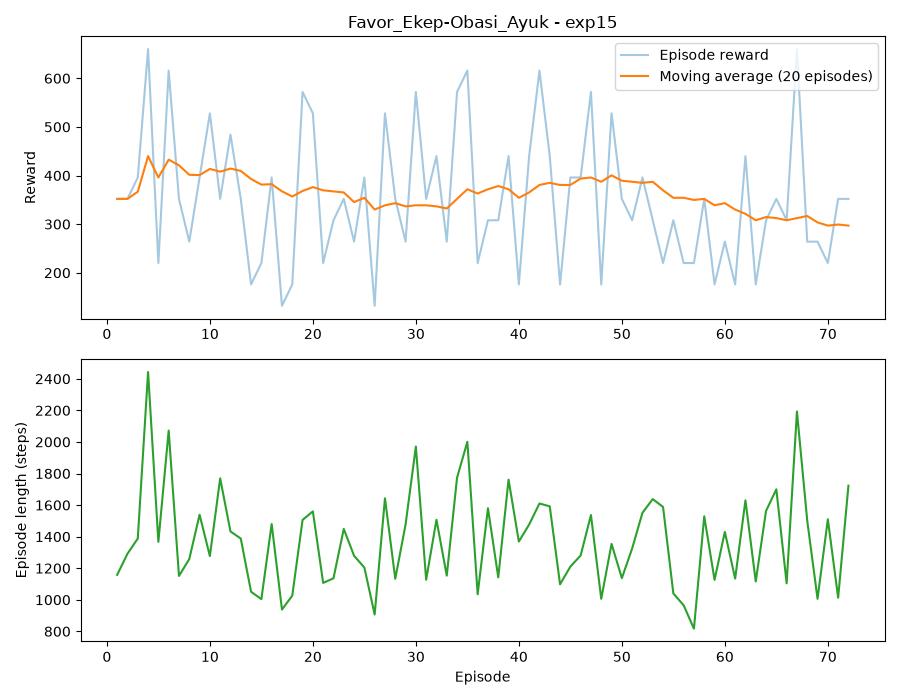 Favor_Ekep-Obasi_Ayuk - exp15
Episode reward
Moving average (20 episodes)
Reward
600
500
400
300
200
0 10 20 30 40 50 60 70
Episode length (steps)
2400
2200
2000
1800
1600
1400
1200
1000
800
0 10 20 30 40 50 60 70
Episode